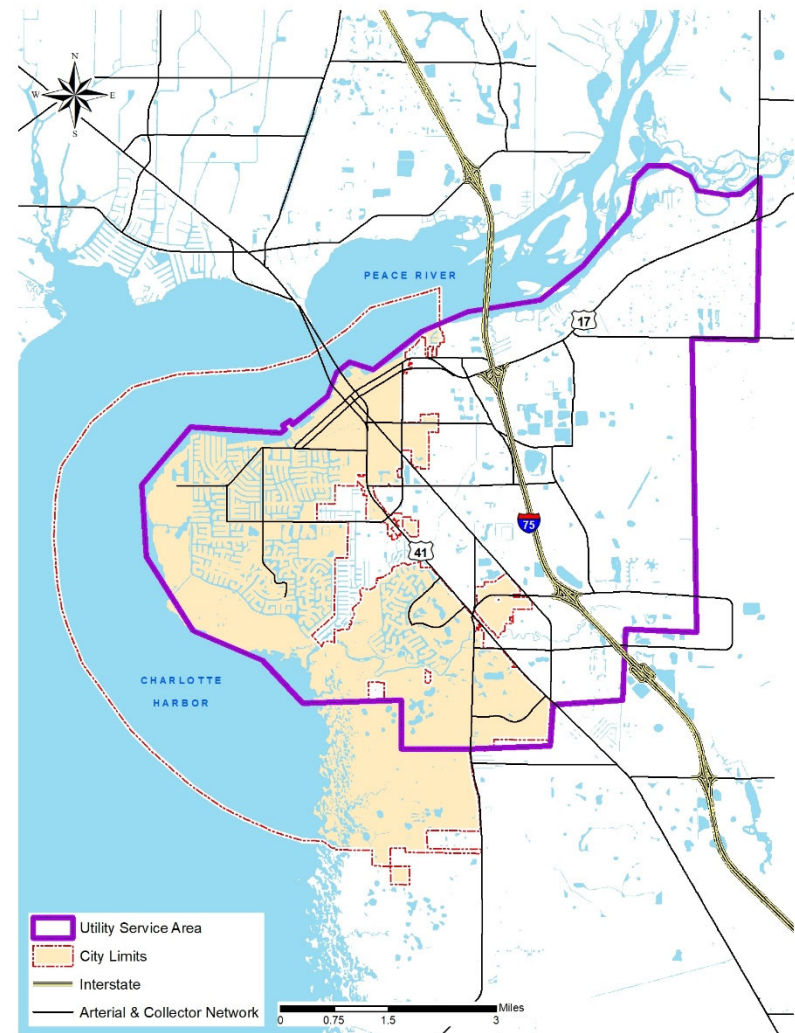 N
W E
S
PEACE RIVER
17
75
41
CHARLOTTE
HARBOR
Utility Service Area
City Limits
Interstate
Arterial & Collector Network
Miles
0 0.75 1.5 3